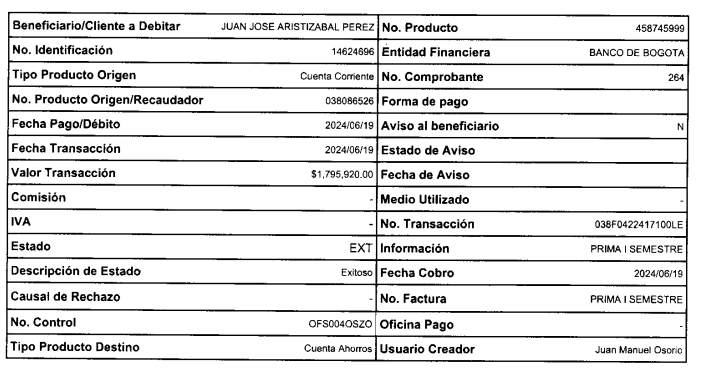 Beneficiario/Cliente a Debitar JUAN JOSE ARISTIZABAL PEREZ No. Producto 458745999
No. Identificación 14624696 Entidad Financiera BANCO DE BOGOTA
Tipo Producto Origen Cuenta Corriente No. Comprobante 264
No. Producto Origen/Recaudador 038086526 Forma de pago
Fecha Pago/Débito 2024/06/19 Aviso al beneficiario N
Fecha Transacción 2024/06/19 Estado de Aviso
Valor Transacción $1,795,920.00 Fecha de Aviso
Comisión - Medio Utilizado -
IVA - No. Transacción 038F0422417100LE
Estado EXT Información PRIMA I SEMESTRE
Descripción de Estado Exitoso Fecha Cobro 2024/06/19
Causal de Rechazo - No. Factura PRIMA I SEMESTRE
No. Control OFS004OSZO Oficina Pago -
Tipo Producto Destino Cuenta Ahorros Usuario Creador Juan Manuel Osorio